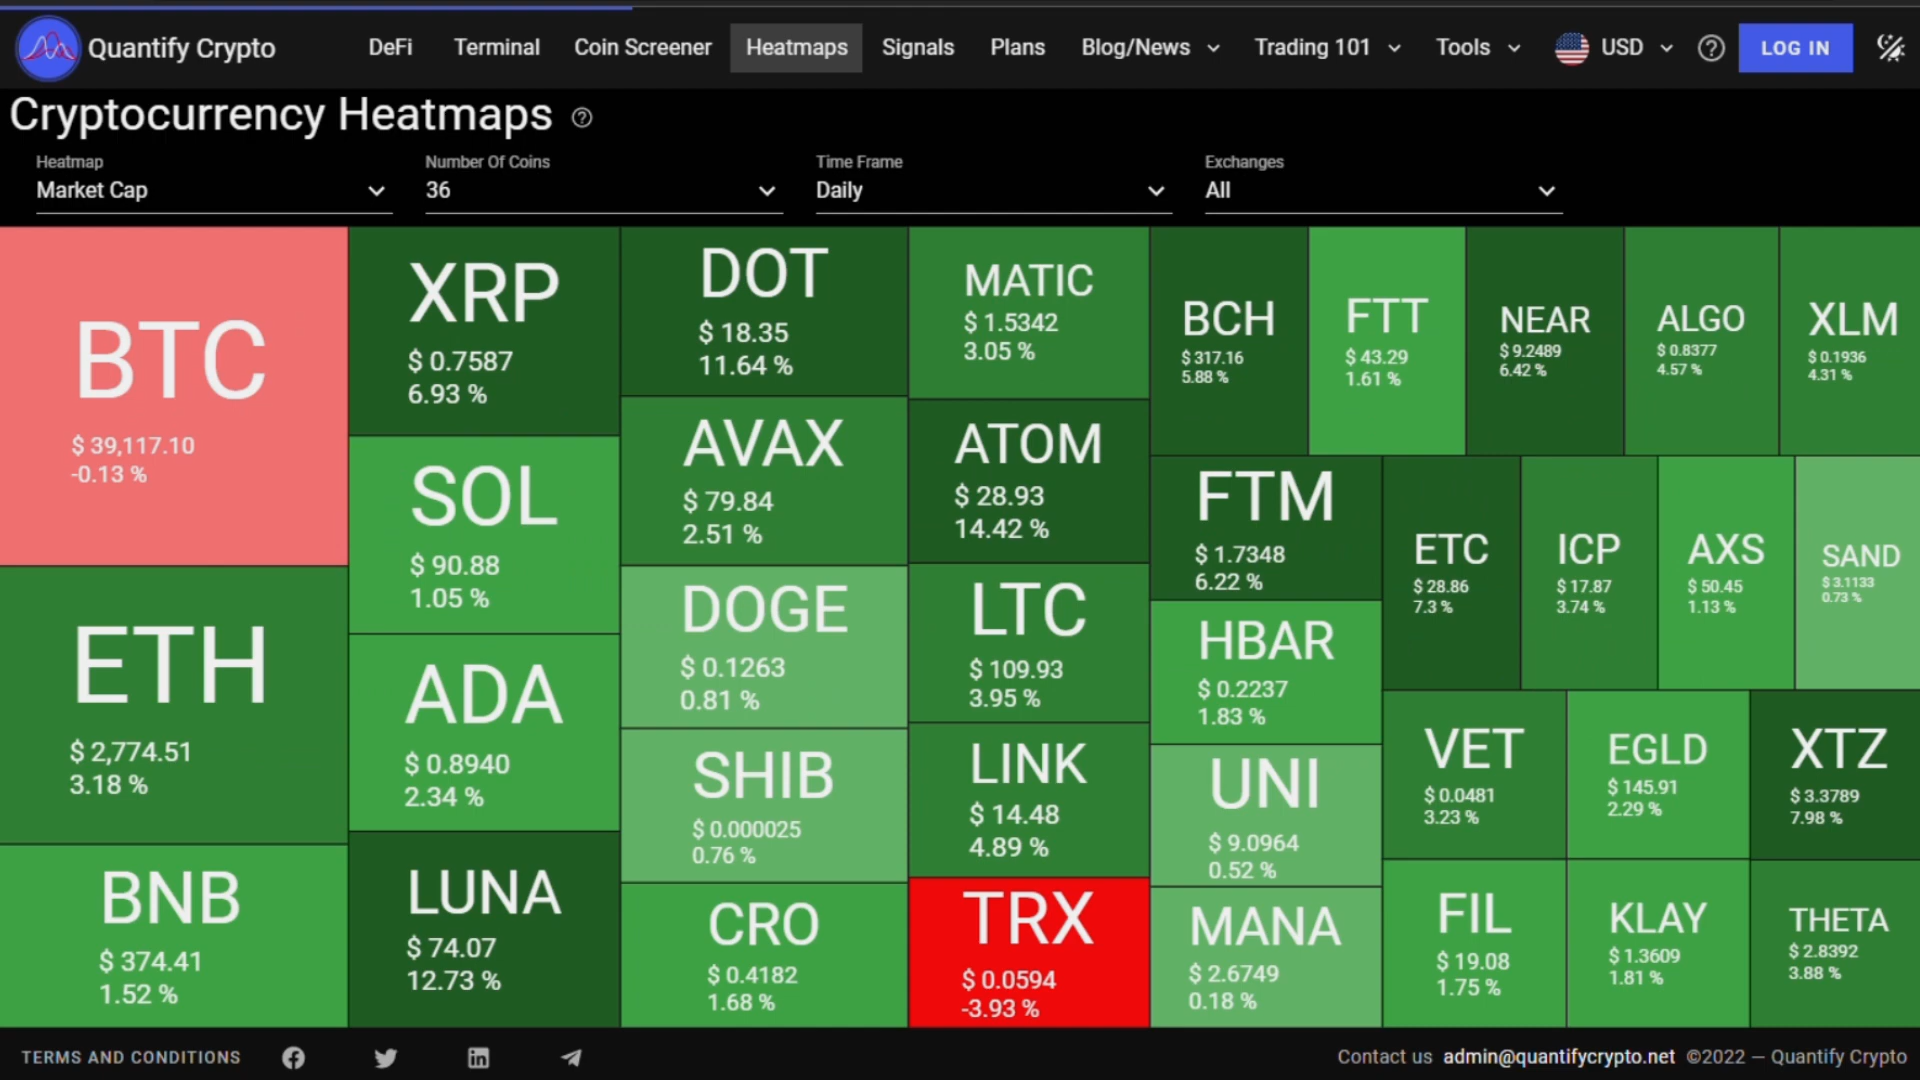 Quantify Crypto
DeFi
Terminal
Coin Screener
Heatmaps
Signals
Plans
Blog/News
Trading 101
Tools
USD
LOG IN
Cryptocurrency Heatmaps
Heatmap
Market Cap
Number Of Coins
36
Time Frame
Daily
Exchanges
All
BTC
$ 39,117.10
-0.13 %
ETH
$ 2,774.51
3.18 %
BNB
$ 374.41
1.52 %
XRP
$ 0.7587
6.93 %
SOL
$ 90.88
1.05 %
ADA
$ 0.8940
2.34 %
LUNA
$ 74.07
12.73 %
DOT
$ 18.35
11.64 %
AVAX
$ 79.84
2.51 %
DOGE
$ 0.1263
0.81 %
SHIB
$ 0.000025
0.76 %
CRO
$ 0.4182
1.68 %
MATIC
$ 1.5342
3.05 %
ATOM
$ 28.93
14.42 %
LTC
$ 109.93
3.95 %
LINK
$ 14.48
4.89 %
TRX
$ 0.0594
-3.93 %
BCH
$ 317.16
5.88 %
FTT
$ 43.29
1.61 %
NEAR
$ 9.2489
6.42 %
ALGO
$ 0.8377
4.57 %
XLM
$ 0.1936
4.31 %
FTM
$ 1.7348
6.22 %
HBAR
$ 0.2237
1.83 %
UNI
$ 9.0964
0.52 %
MANA
$ 2.6749
0.18 %
ETC
$ 28.86
7.3 %
ICP
$ 17.87
3.74 %
AXS
$ 50.45
1.13 %
SAND
$ 3.1133
0.73 %
VET
$ 0.0481
3.23 %
EGLD
$ 145.91
2.29 %
XTZ
$ 3.3789
7.98 %
FIL
$ 19.08
1.75 %
KLAY
$ 1.3609
1.81 %
THETA
$ 2.8392
3.88 %
TERMS AND CONDITIONS
Contact us admin@quantifycrypto.net ©2022 — Quantify Crypto